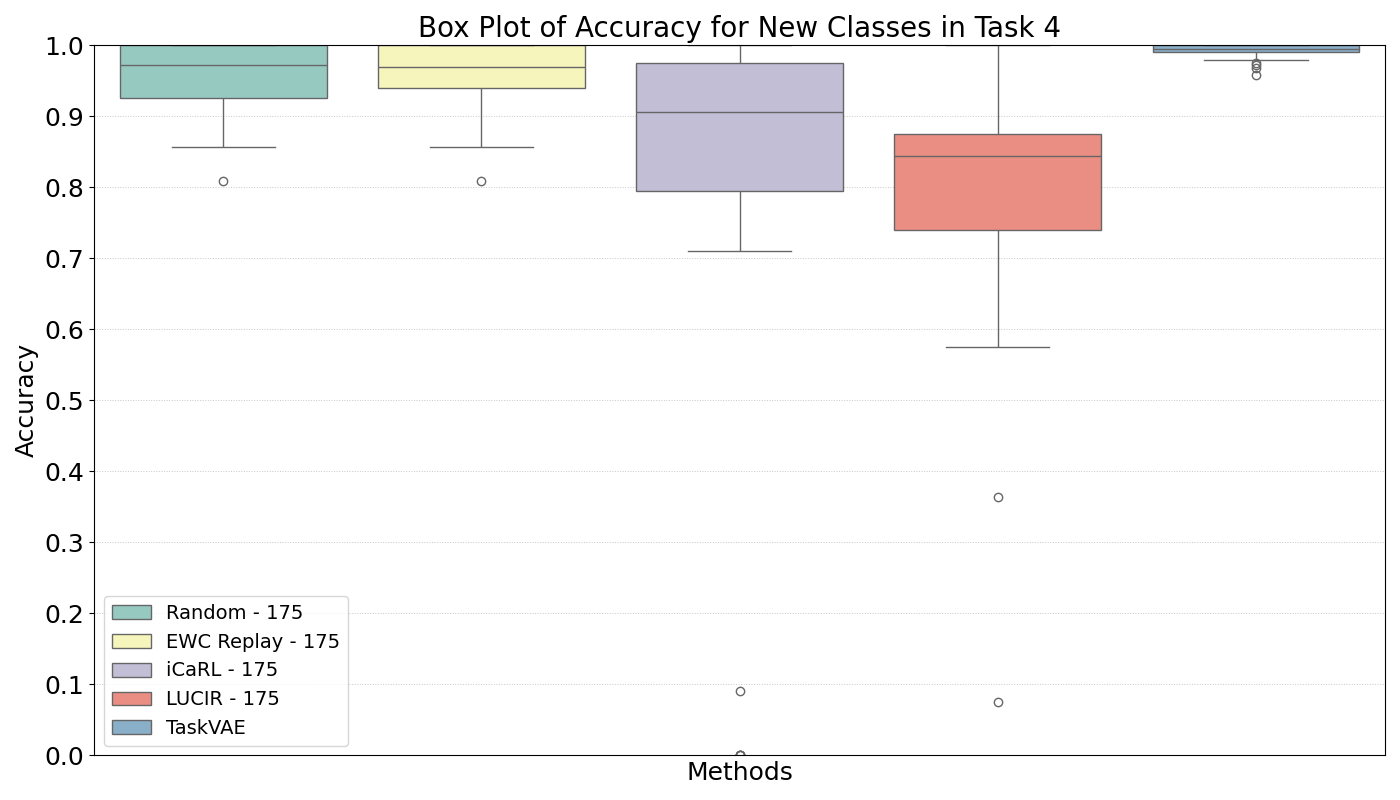 Box Plot of Accuracy for New Classes in Task 4
1.0
0.9
0.8
0.7
0.6
0.5
0.4
0.3
0.2
0.1
0.0
Accuracy
Random - 175
EWC Replay - 175
iCaRL - 175
LUCIR - 175
TaskVAE
Methods